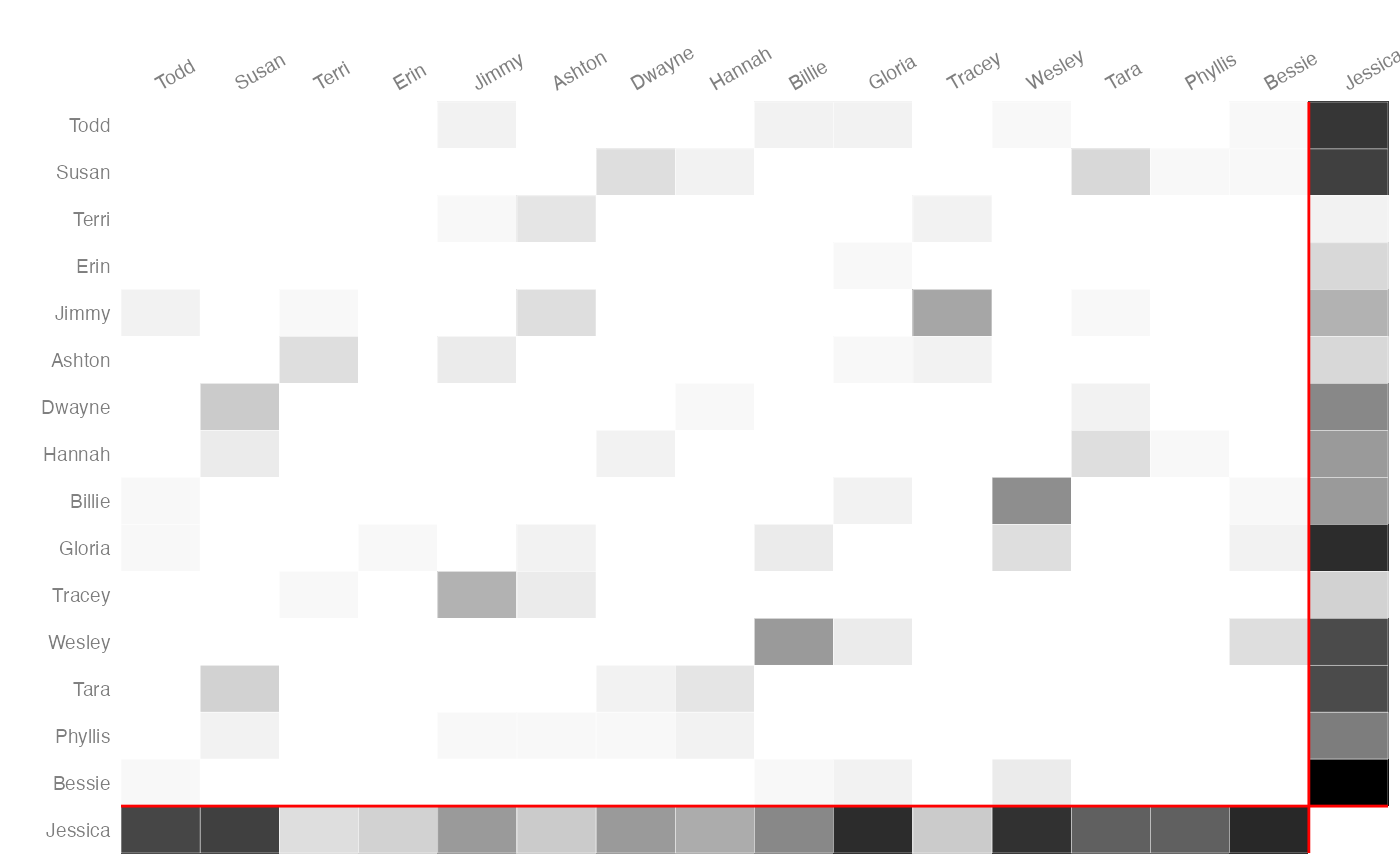 Todd Susan Terri Erin Jimmy Ashton Dwayne Hannah Billie Gloria Tracey Wesley Tara Phyllis Bessie Jessica
Todd
Susan
Terri
Erin
Jimmy
Ashton
Dwayne
Hannah
Billie
Gloria
Tracey
Wesley
Tara
Phyllis
Bessie
Jessica